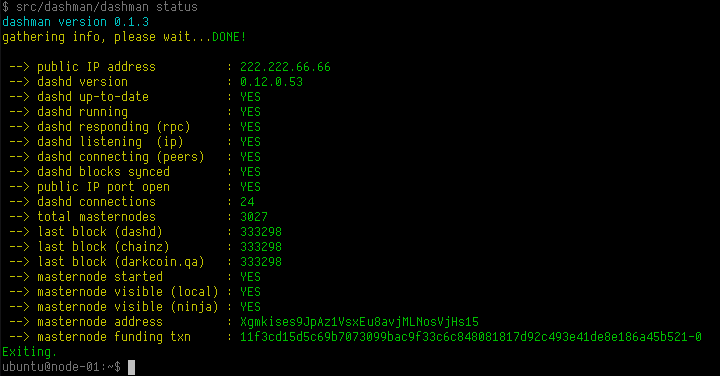 $ src/dashman/dashman status
dashman version 0.1.3
gathering info, please wait...DONE!
--> public IP address : 222.222.66.66
--> dashd version : 0.12.0.53
--> dashd up-to-date : YES
--> dashd running : YES
--> dashd responding (rpc) : YES
--> dashd listening (ip) : YES
--> dashd connecting (peers) : YES
--> dashd blocks synced : YES
--> public IP port open : YES
--> dashd connections : 24
--> total masternodes : 3027
--> last block (dashd) : 333298
--> last block (chainz) : 333298
--> last block (darkcoin.qa) : 333298
--> masternode started : YES
--> masternode visible (local) : YES
--> masternode visible (ninja) : YES
--> masternode address : Xgmkises9JpAz1VsxEu8avjMLNosVjHs15
--> masternode funding txn : 11f3cd15d5c69b7073099bac9f33c6c848081817d92c493e41de8e186a45b521-0
Exiting.
ubuntu@node-01:~$